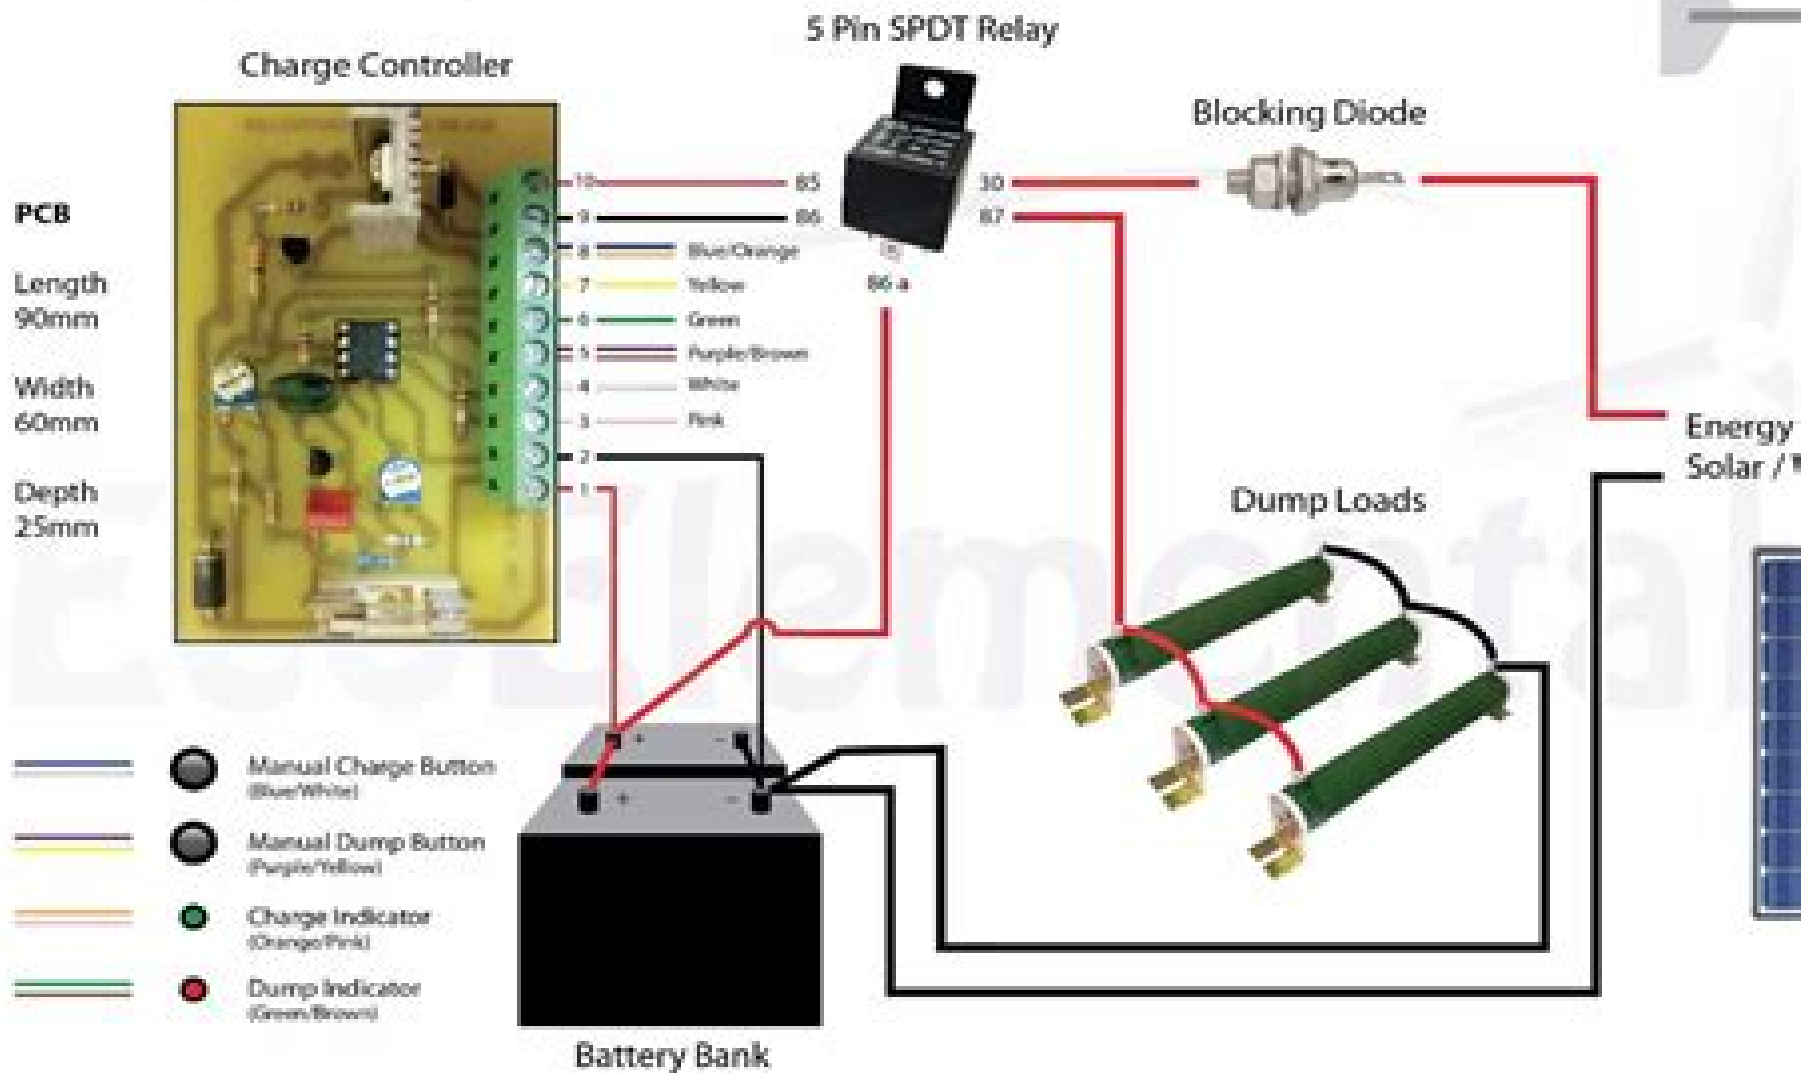 5 Pin SPDT Relay
Charge Controller
Blocking Diode
PCB
Length
90mm
Width
60mm
Depth
25mm
10
9
8
7
6
5
4
3
2
1
85
86
Blue/Orange
Yellow
Green
Purple/Brown
White
Pink
30
87
86 a
Energy
Solar /
Dump Loads
EcoElemental
Manual Charge Button
(Blue/White)
Manual Dump Button
(Purple/Yellow)
Charge Indicator
(Orange/Pink)
Dump Indicator
(Green/Brown)
+ -
+ -
Battery Bank